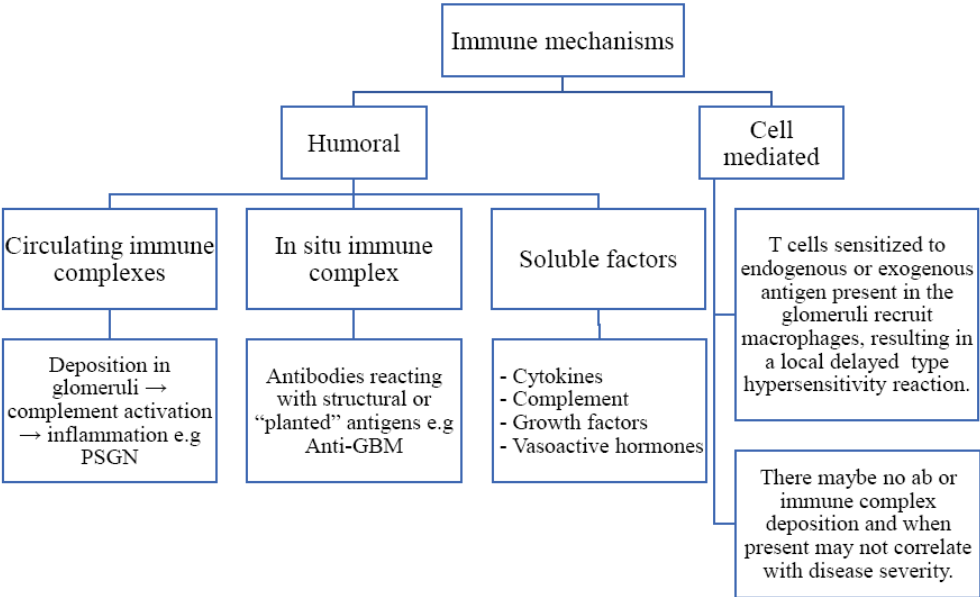 Immune mechanisms
Humoral
Cell
mediated
Circulating immune
complexes
In situ immune
complex
Soluble factors
T cells sensitized to
endogenous or exogenous
antigen present in the
glomeruli recruit
macrophages, resulting in
a local delayed  type
hypersensitivity reaction.
Deposition in
glomeruli →
complement activation
→ inflammation e.g
PSGN
Antibodies reacting
with structural or
“planted” antigens e.g
Anti-GBM
- Cytokines
- Complement
- Growth factors
- Vasoactive hormones
There maybe no ab or
immune complex
deposition and when
present may not correlate
with disease severity.